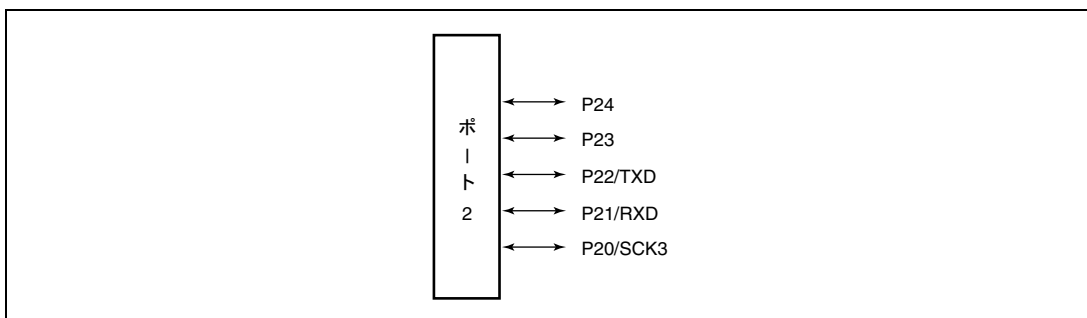 ポート2
P24
P23
P22/TXD
P21/RXD
P20/SCK3